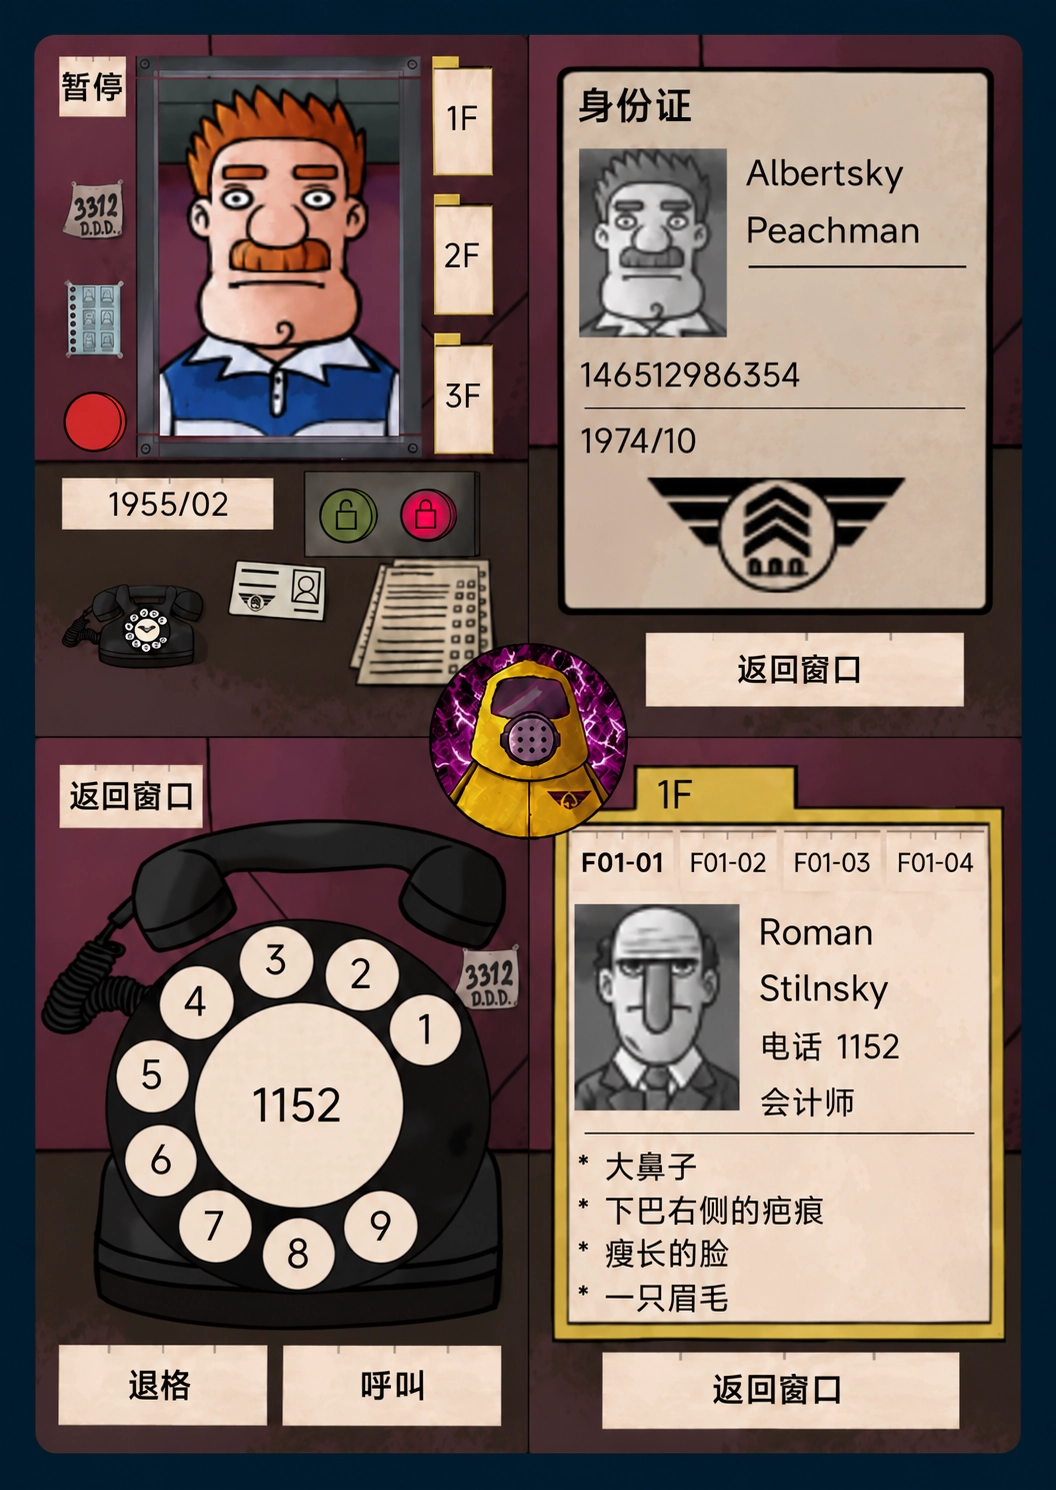 暂停
3312
D.D.D.
1F
2F
3F
1955/02
身份证
Albertsky
Peachman
146512986354
1974/10
D.D.D.
返回窗口
返回窗口
3
2
4
1
3312
D.D.D.
5
1152
6
7
9
8
退格
呼叫
1F
F01-01 F01-02 F01-03 F01-04
Roman
Stilnsky
电话 1152
会计师
* 大鼻子
* 下巴右侧的疤痕
* 瘦长的脸
* 一只眉毛
返回窗口